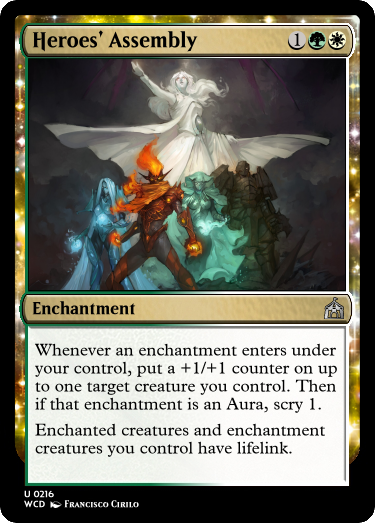 Heroes' Assembly 1
Enchantment
Whenever an enchantment enters under
your control, put a +1/+1 counter on up
to one target creature you control. Then
if that enchantment is an Aura, scry 1.
Enchanted creatures and enchantment
creatures you control have lifelink.
U 0216
WCD Francisco Cirilo